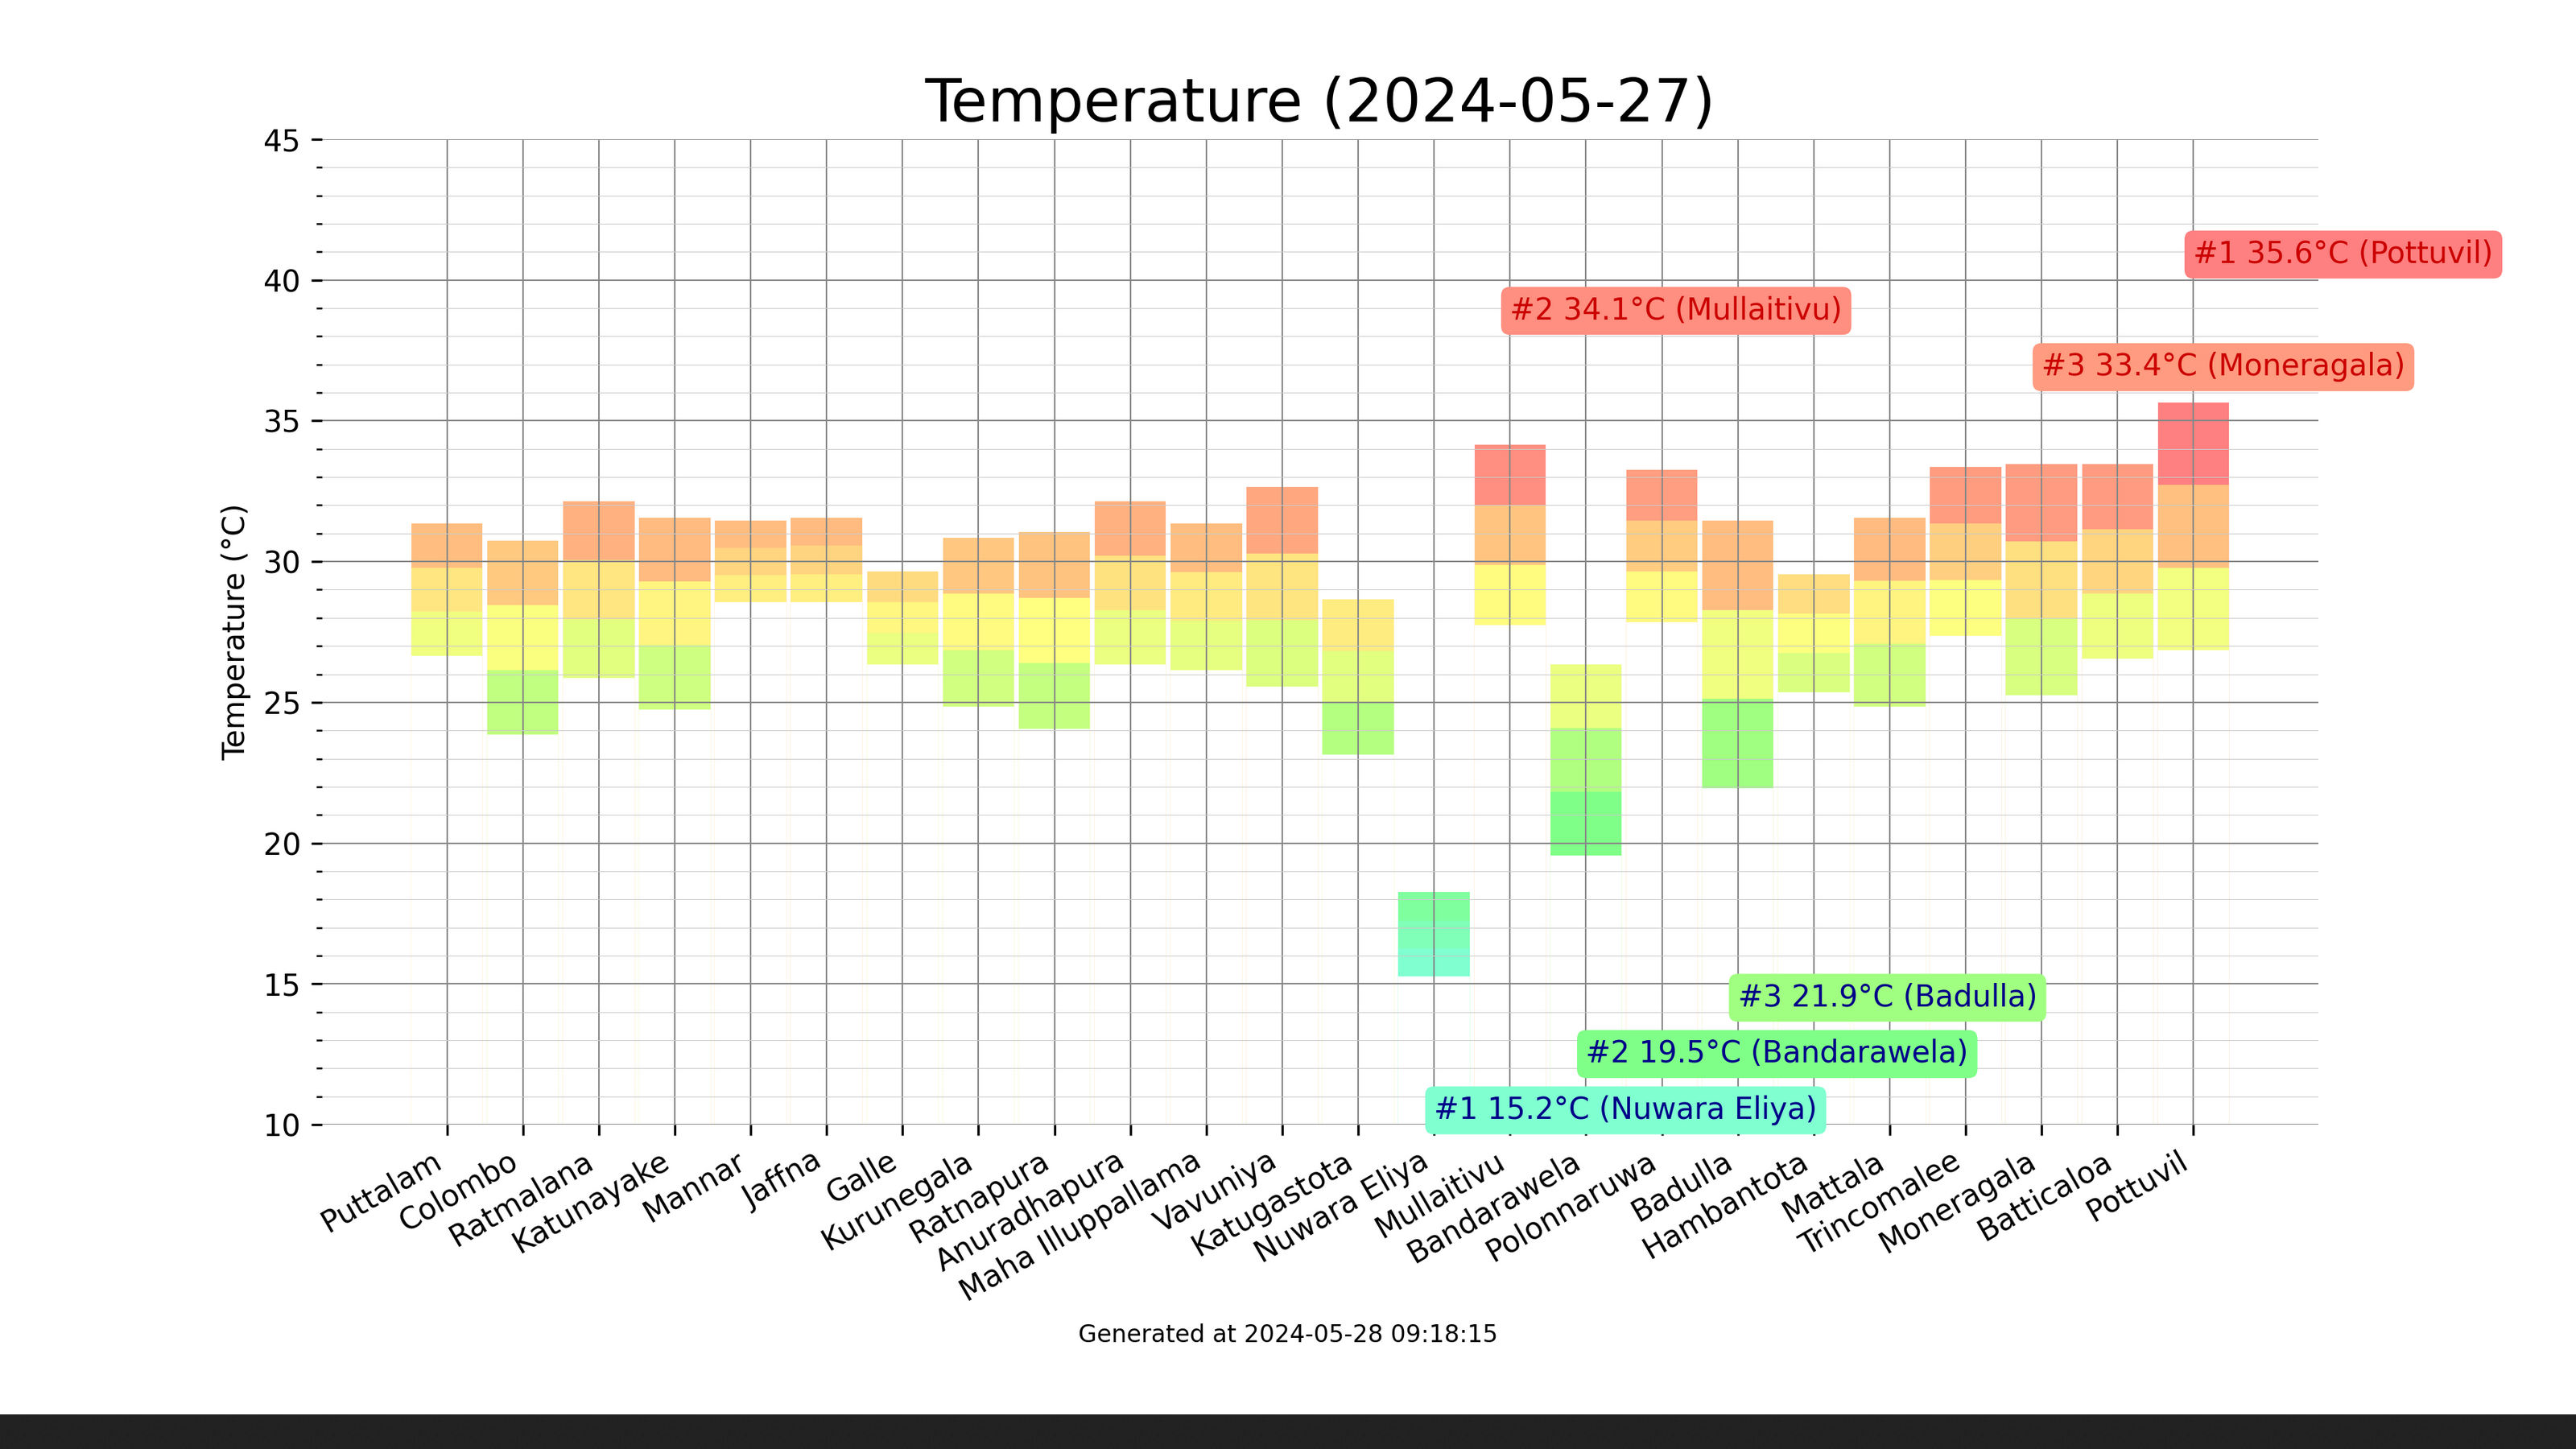 Temperature (2024-05-27)
45
40
35
30
25
20
15
10
Temperature (°C)
#1 35.6°C (Pottuvil)
#2 34.1°C (Mullaitivu)
#3 33.4°C (Moneragala)
#3 21.9°C (Badulla)
#2 19.5°C (Bandarawela)
#1 15.2°C (Nuwara Eliya)
Puttalam
Colombo
Ratmalana
Katunayake
Mannar
Jaffna
Galle
Kurunegala
Ratnapura
Anuradhapura
Maha Illuppallama
Vavuniya
Katugastota
Nuwara Eliya
Mullaitivu
Bandarawela
Polonnaruwa
Badulla
Hambantota
Mattala
Trincomalee
Moneragala
Batticaloa
Pottuvil
Generated at 2024-05-28 09:18:15